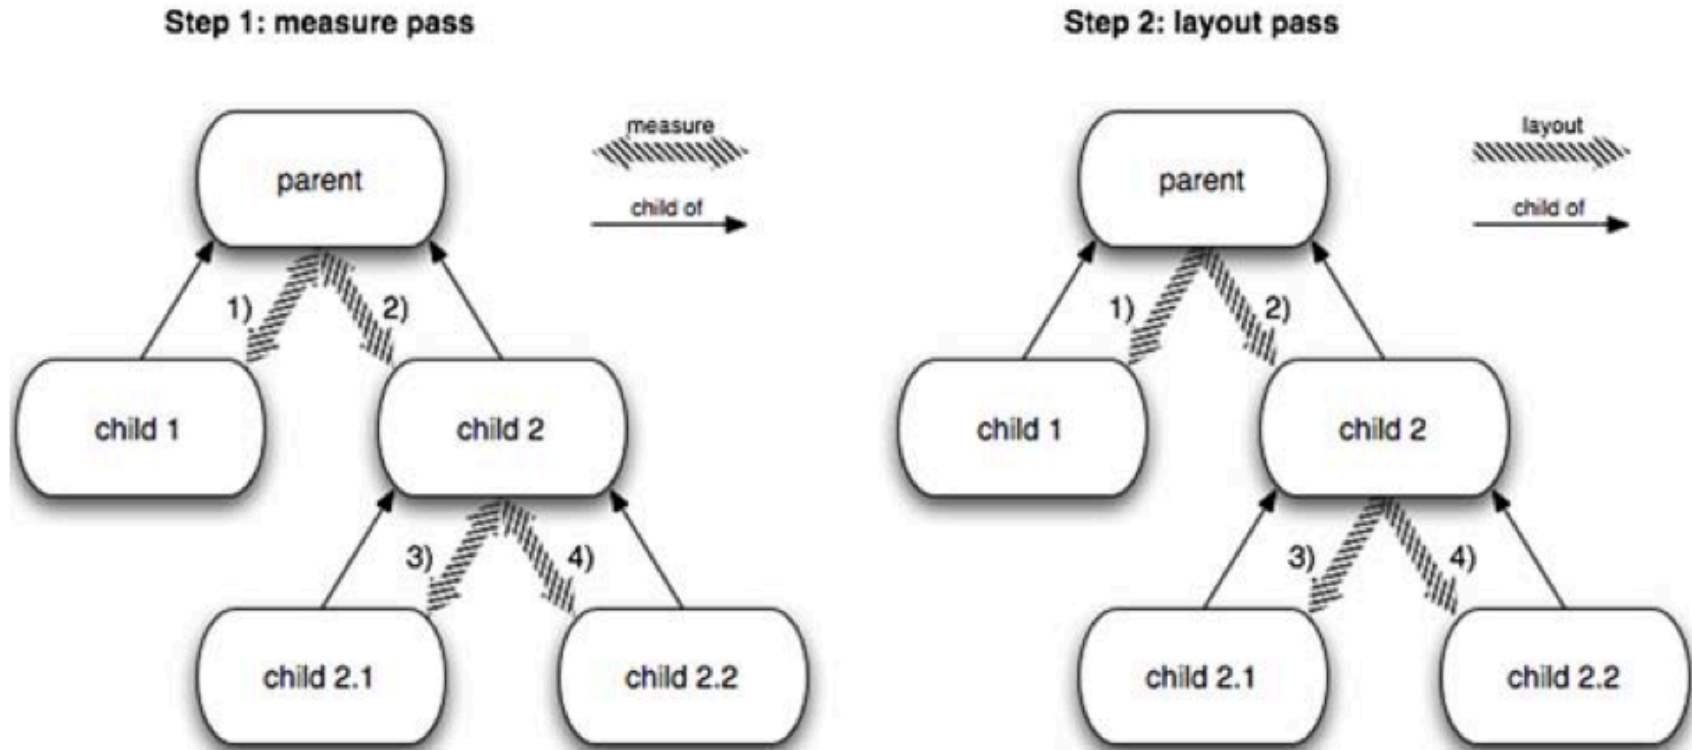 Step 1: measure pass
parent
measure
child of
1)
2)
child 1
child 2
3)
4)
child 2.1
child 2.2
Step 2: layout pass
parent
layout
child of
1)
2)
child 1
child 2
3)
4)
child 2.1
child 2.2